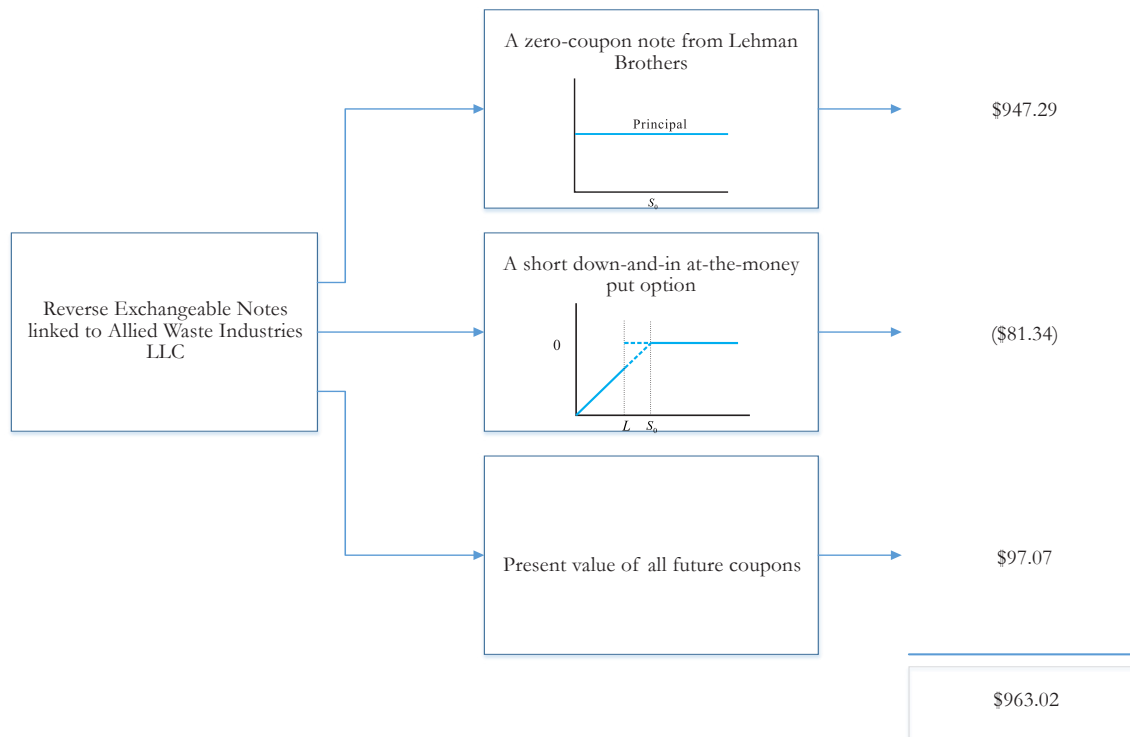 A zero-coupon note from Lehman
Brothers
Principal
S₀
$947.29
Reverse Exchangeable Notes
linked to Allied Waste Industries
LLC
A short down-and-in at-the-money
put option
0
L S₀
($81.34)
Present value of all future coupons
$97.07
$963.02